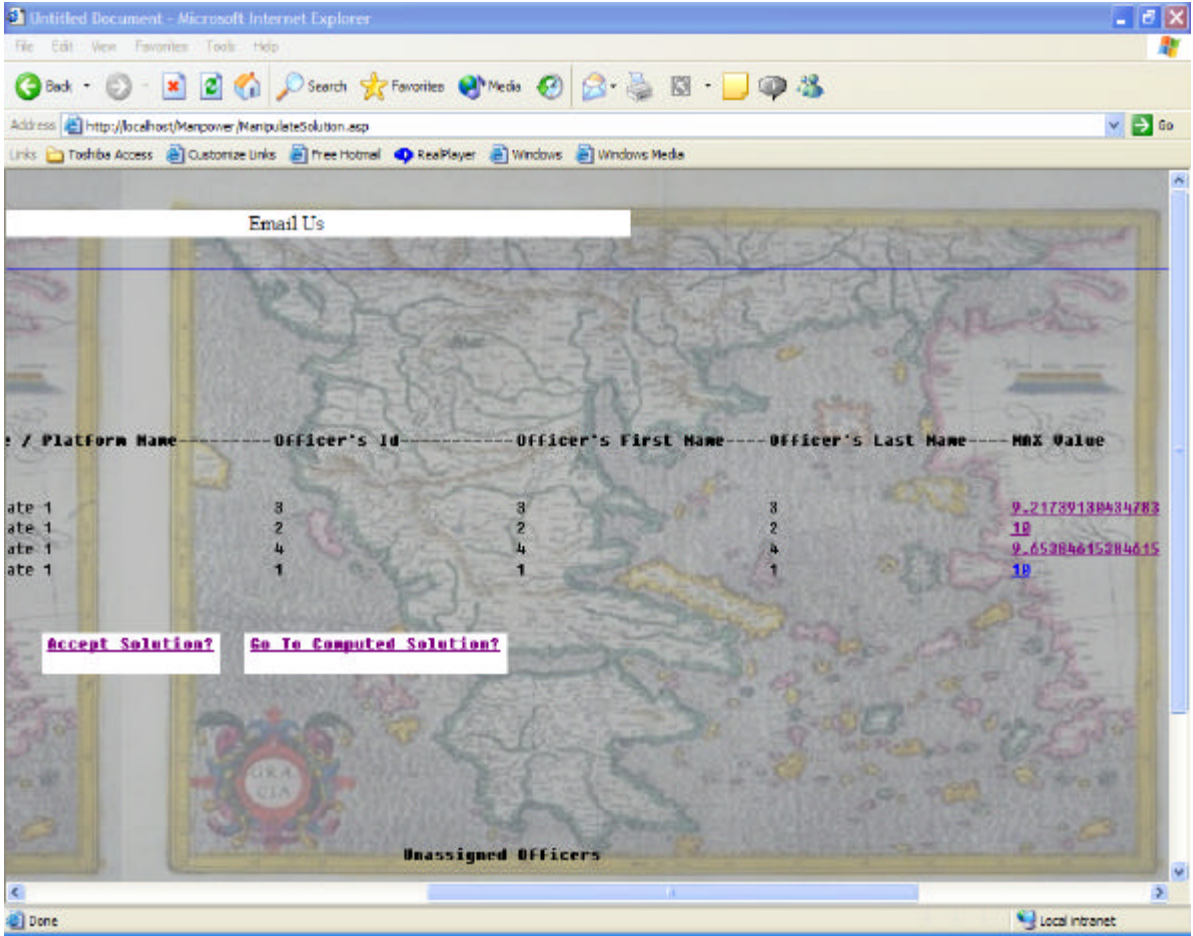 Untitled Document - Microsoft Internet Explorer
File Edit View Favorites Tools Help
Back Search Favorites Media
Address http://localhost/Manpower/ManipulateSolution.asp Go
Links Toshiba Access Customize Links Free Hotmail RealPlayer Windows Windows Media
Email Us
e / Platform Name---------Officer's Id-----------Officer's First Name----Officer's Last Name----MAX Value
ate 1 3 3 3 9.21739130434783
ate 1 2 2 2 10
ate 1 4 4 4 9.65384615384615
ate 1 1 1 1 10
Accept Solution? Go To Computed Solution?
GRÆ
CIA
Unassigned Officers
Done Local intranet